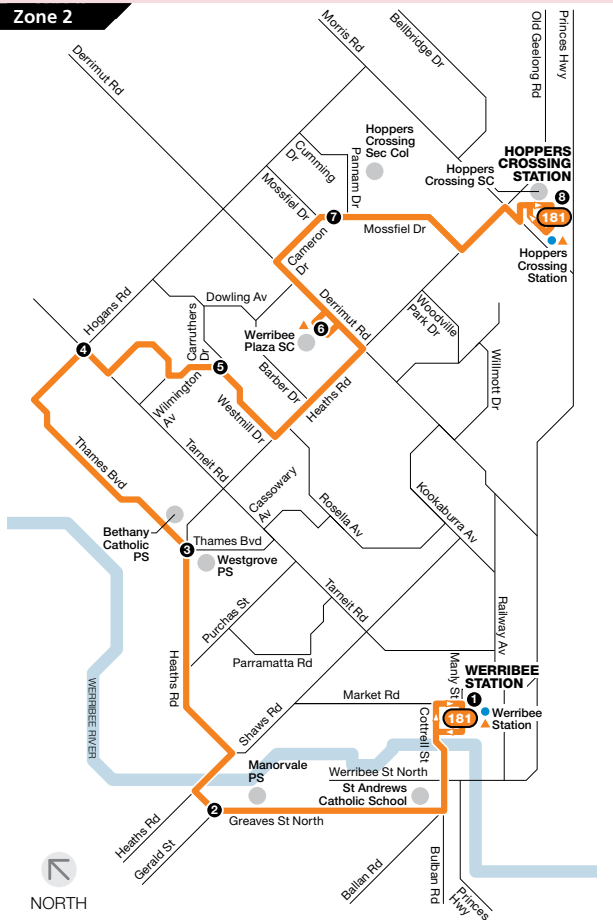 Zone 2
Derrimut Rd
Morris Rd
Bellbridge Dr
Old Geelong Rd
Princes Hwy
Hoppers
Crossing
Sec Col
Cumming
Dr
Pannam Dr
Mossfiel Dr
HOPPERS
CROSSING
STATION
Hoppers
Crossing SC
8
181
7
Mossfiel Dr
Cameron
Dr
Hoppers
Crossing
Station
Hogans Rd
Dowling Av
Derrimut Rd
Woodville
Park Dr
6
Werribee
Plaza SC
4
Carruthers
Dr
5
Willmott Dr
Wilmington
Av
Westmill Dr
Barber Dr
Heaths Rd
Thames Bvd
Tarneit Rd
Cassowary
Av
Rosella Av
Kookaburra Av
Bethany
Catholic
PS
3
Thames Bvd
Westgrove
PS
Purchas St
Tarneit Rd
Railway Av
Parramatta Rd
Heaths Rd
WERRIBEE RIVER
Manly St
WERRIBEE
STATION
1
Market Rd
181
Werribee
Station
Shaws Rd
Cottrell St
Manorvale
PS
Werribee St North
St Andrews
Catholic School
2
Greaves St North
Heaths Rd
Gerald St
Ballan Rd
Bulban Rd
Princes
Hwy
NORTH